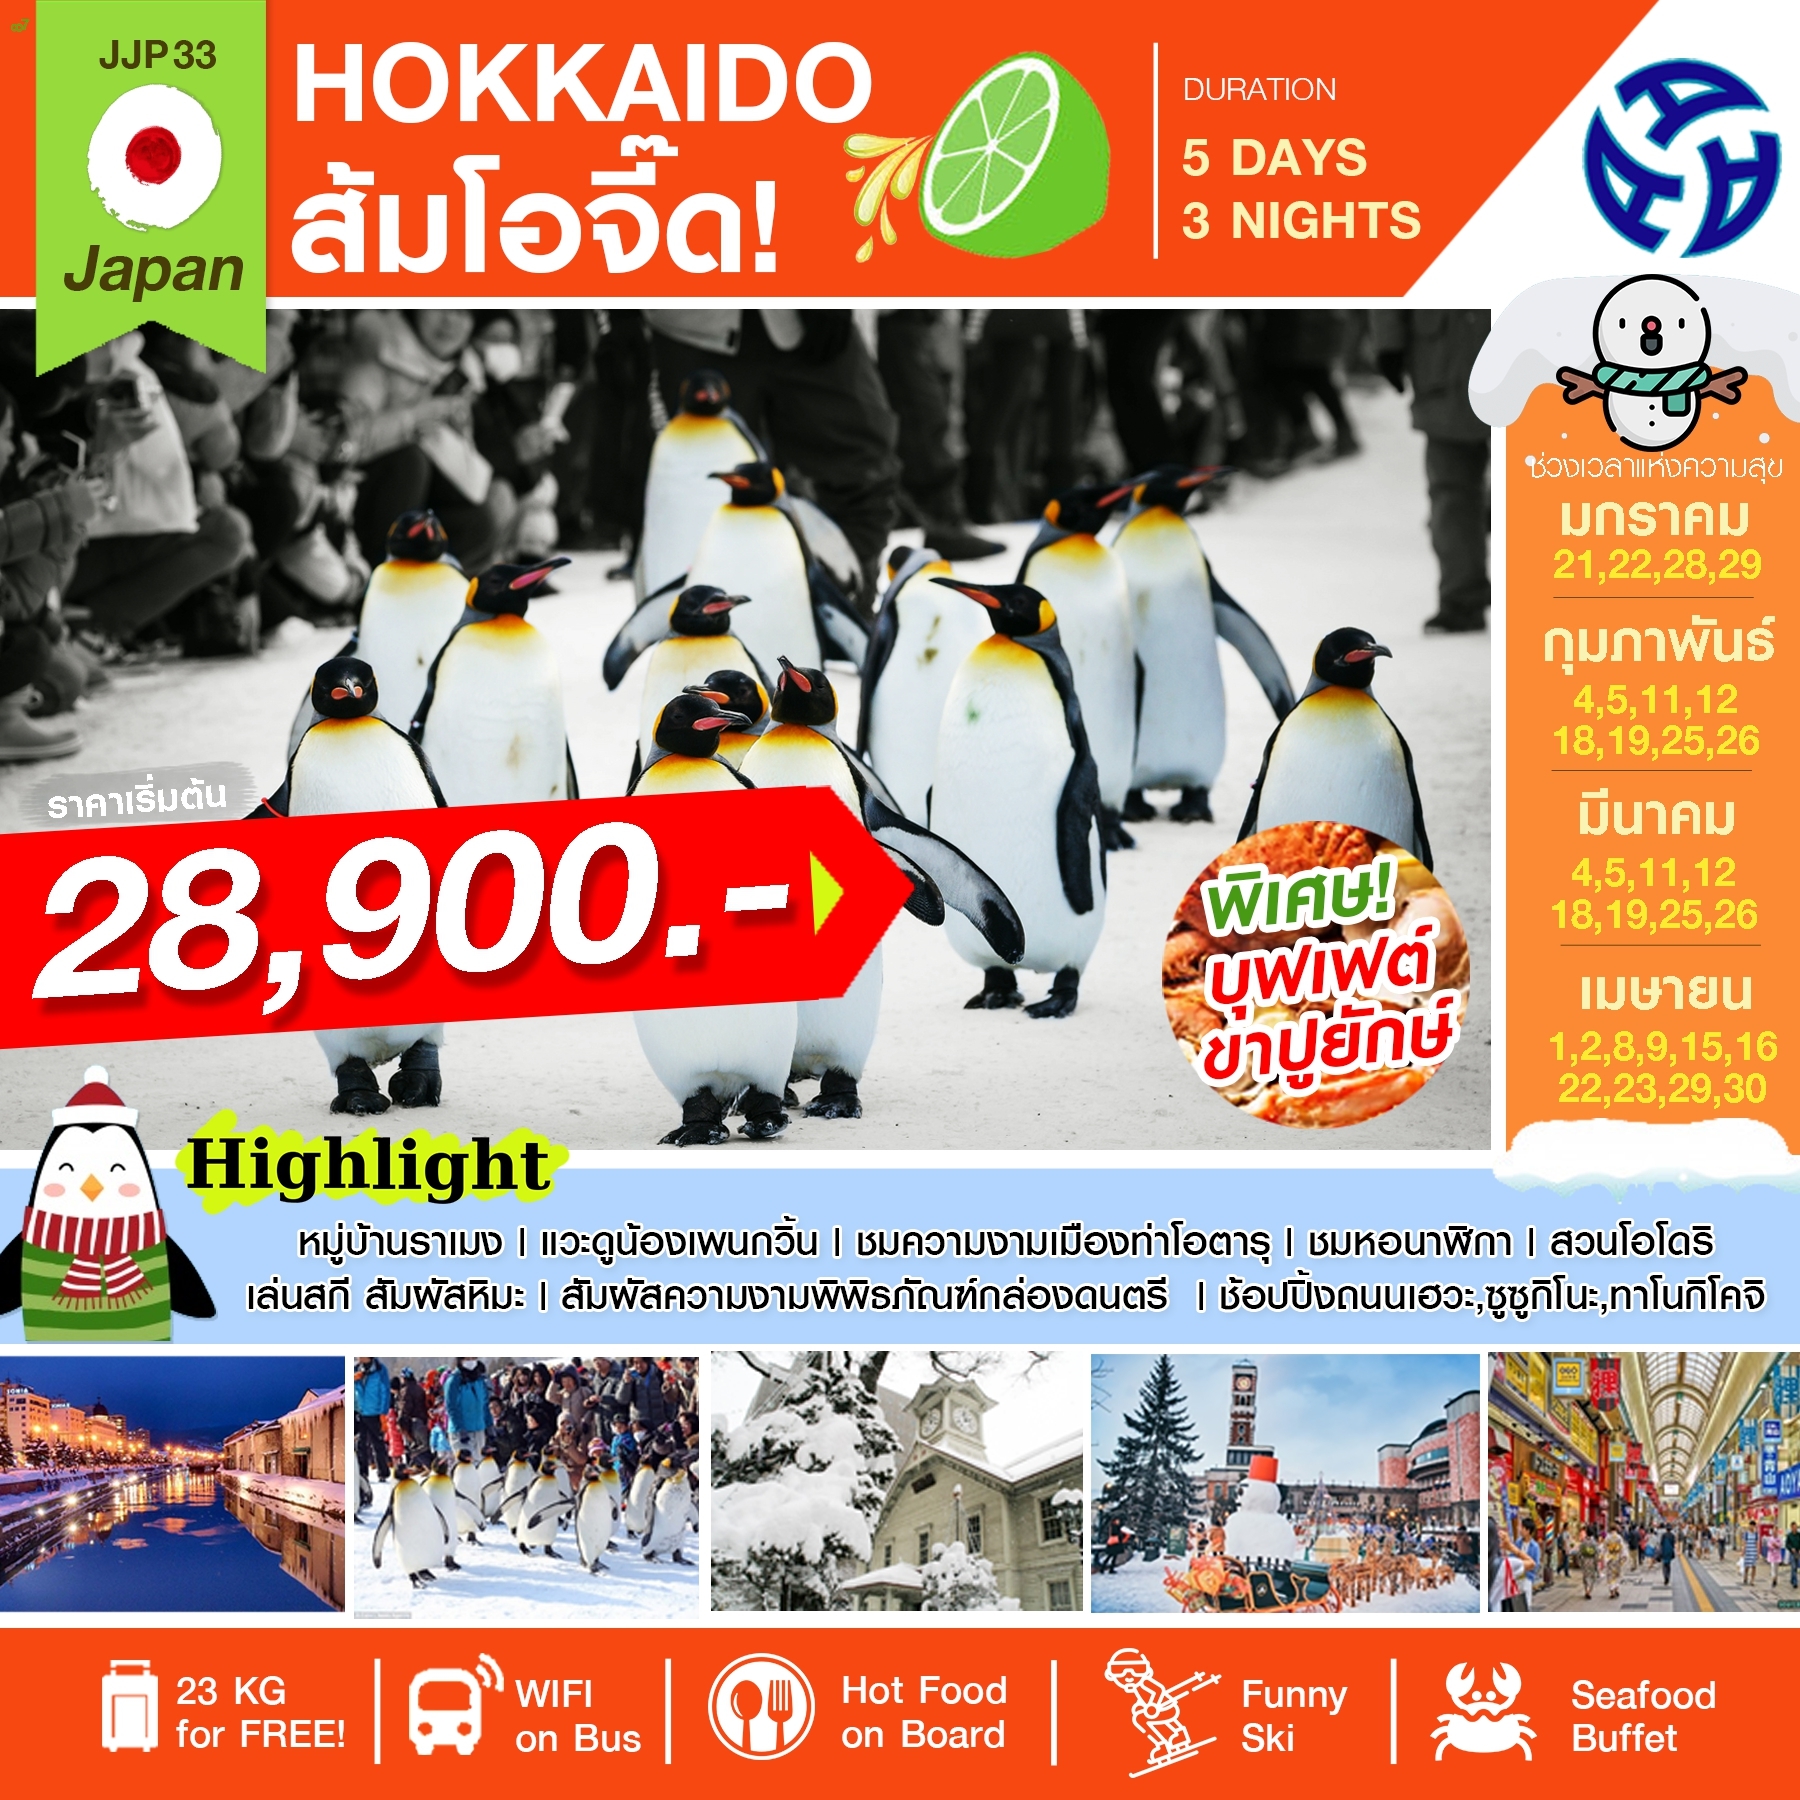 JJP33
Japan
HOKKAIDO
ส้มโอจี๊ด!
DURATION
5 DAYS
3 NIGHTS
ช่วงเวลาแห่งความสุข
มกราคม
21,22,28,29
กุมภาพันธ์
4,5,11,12
18,19,25,26
มีนาคม
4,5,11,12
18,19,25,26
เมษายน
1,2,8,9,15,16
22,23,29,30
ราคาเริ่มต้น
28,900.-
พิเศษ!
บุฟเฟต์
ขาปูยักษ์
Highlight
หมู่บ้านราเมง | แวะดูน้องเพนกวิ้น | ชมความงามเมืองท่าโอตารุ | ชมหอนาฬิกา | สวนโอโดริ
เล่นสกี สัมผัสหิมะ | สัมผัสความงามพิพิธภัณฑ์กล่องดนตรี | ช้อปปิ้งถนนเฮวะ,ซูซูกิโนะ,ทาโนกิโคจิ
23 KG
for FREE!
WIFI
on Bus
Hot Food
on Board
Funny
Ski
Seafood
Buffet